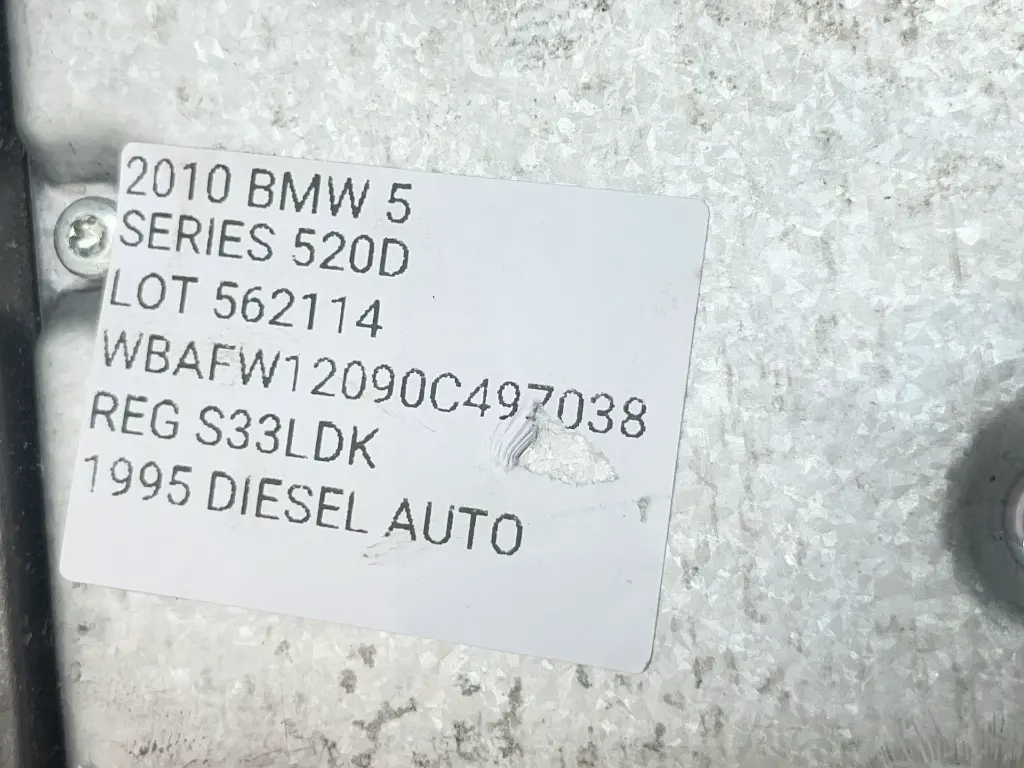 2010 BMW 5
SERIES 520D
LOT 562114
WBAFW12090C497038
REG S33LDK
1995 DIESEL AUTO